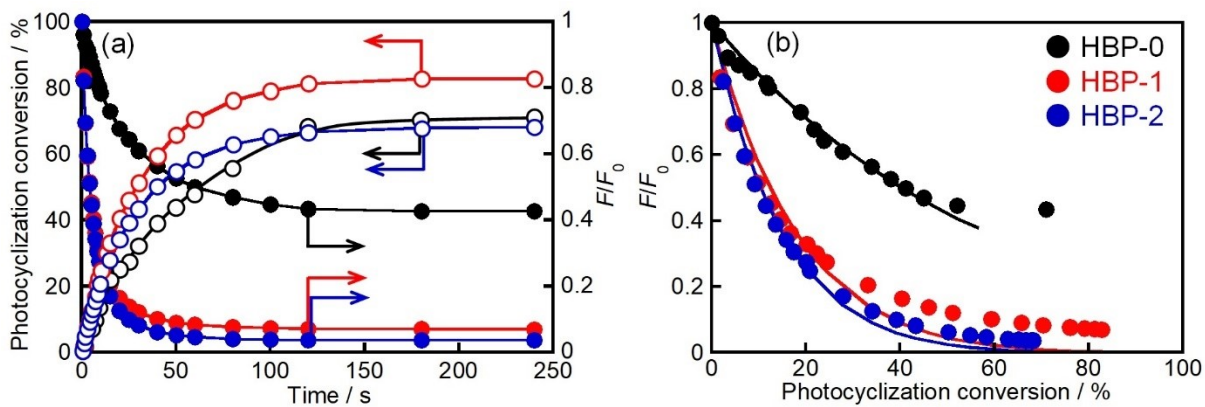 (a)
Photocyclization conversion / %
100
80
60
40
20
0
0 50 100 150 200 250
Time / s
1
0.8
0.6
0.4
0.2
0
F/F0
(b)
HBP-0
HBP-1
HBP-2
F/F0
1
0.8
0.6
0.4
0.2
0
0 20 40 60 80 100
Photocyclization conversion / %